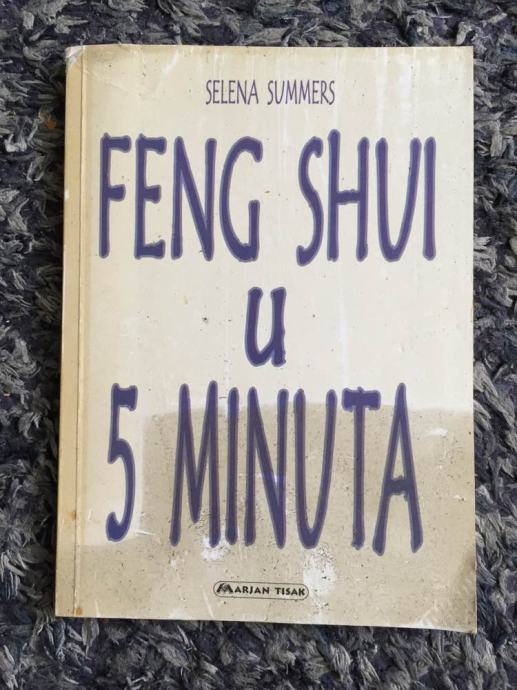 SELENA SUMMERS
FENG SHUI
u
5 MINUTA
MARJAN TISAK